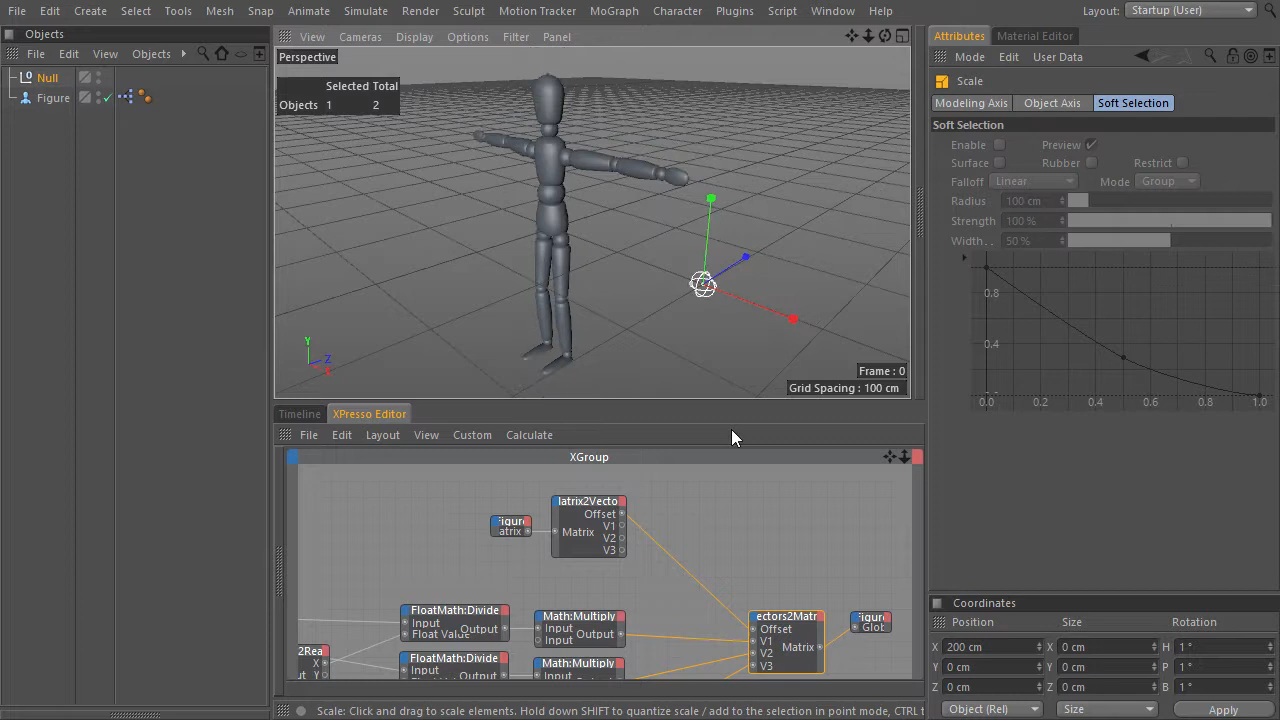 File Edit Create Select Tools Mesh Snap Animate Simulate Render Sculpt Motion Tracker MoGraph Character Plugins Script Window Help Layout: Startup (User)
Objects
File Edit View Objects
Null
Figure
View Cameras Display Options Filter Panel
Perspective
Selected Total
Objects 1 2
Y
Z
X
Frame : 0
Grid Spacing : 100 cm
Timeline XPresso Editor
File Edit Layout View Custom Calculate
XGroup
Figur
atrix
latrix2Vecto
Offset
Matrix V1
V2
V3
FloatMath:Divide
Input
Float Value Output
Math:Multiply
Input
Input Output
ectors2Matr
Offset
V1
V2 Matrix
V3
Figur
Glot
2Rea
X
ut Y
FloatMath:Divide
Input
Math:Multiply
Input
Scale: Click and drag to scale elements. Hold down SHIFT to quantize scale / add to the selection in point mode, CTRL t
Attributes Material Editor
Mode Edit User Data
Scale
Modeling Axis Object Axis Soft Selection
Soft Selection
Enable Preview
Surface Rubber Restrict
Falloff Linear Mode Group
Radius 100 cm
Strength 100 %
Width . . 50 %
0.8
0.4
0.0 0.2 0.4 0.6 0.8 1.0
Coordinates
Position Size Rotation
X 200 cm X 0 cm H 1 °
Y 0 cm Y 0 cm P 1 °
Z 0 cm Z 0 cm B 1 °
Object (Rel) Size Apply